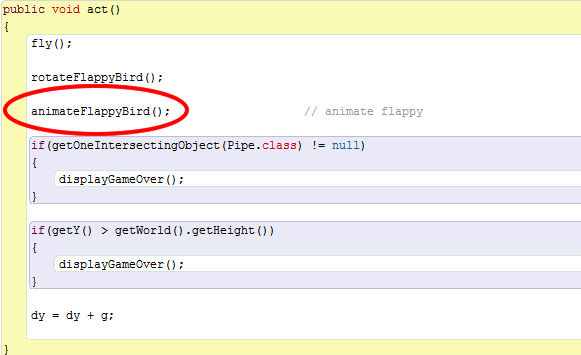 public void act()
{
fly();
rotateFlappyBird();
animateFlappyBird(); // animate flappy
if(getOneIntersectingObject(Pipe.class) != null)
{
displayGameOver();
}
if(getY() > getWorld().getHeight())
{
displayGameOver();
}
dy = dy + g;
}